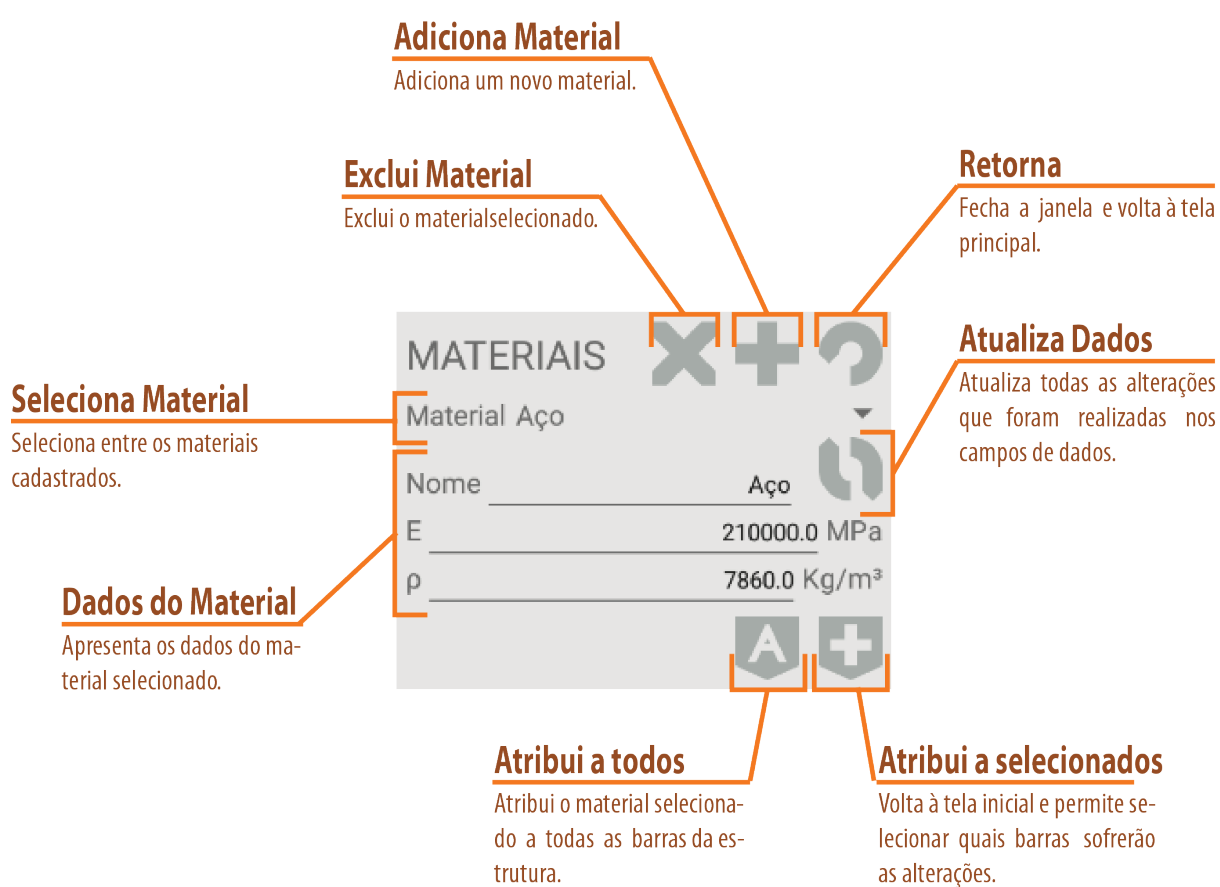 Adiciona Material
Adiciona um novo material.
Exclui Material
Exclui o materialselecionado.
Retorna
Fecha a janela e volta à tela
principal.
Atualiza Dados
Atualiza todas as alterações
que foram realizadas nos
campos de dados.
Seleciona Material
Seleciona entre os materiais
cadastrados.
Dados do Material
Apresenta os dados do ma-
terial selecionado.
MATERIAIS
Material Aço
Nome Aço
E 210000.0 MPa
ρ 7860.0 Kg/m³
A
Atribui a todos
Atribui o material seleciona-
do a todas as barras da es-
trutura.
Atribui a selecionados
Volta à tela inicial e permite se-
lecionar quais barras sofrerão
as alterações.